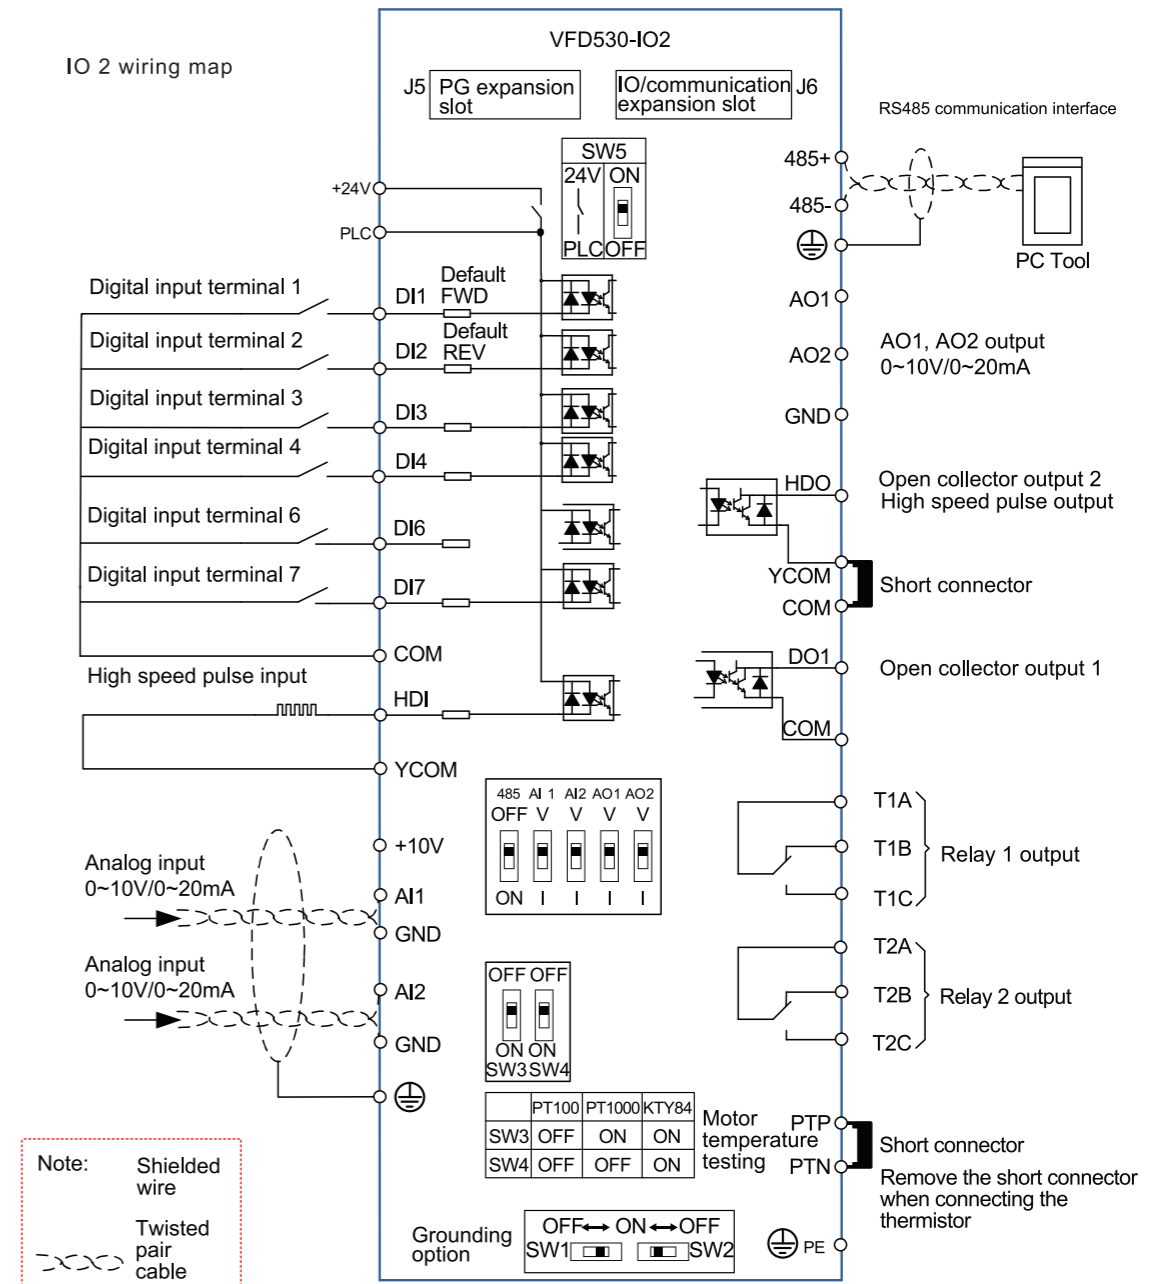 VFD530-IO2
IO 2 wiring map
J5
PG expansion
slot
IO/communication
expansion slot
J6
RS485 communication interface
SW5
24V ON
PLC OFF
+24V
PLC
485+
485-
PC Tool
Digital input terminal 1
DI1
Default
FWD
Digital input terminal 2
DI2
Default
REV
Digital input terminal 3
DI3
Digital input terminal 4
DI4
Digital input terminal 6
DI6
Digital input terminal 7
DI7
COM
High speed pulse input
HDI
YCOM
AO1
AO2
AO1, AO2 output
0~10V/0~20mA
GND
HDO
Open collector output 2
High speed pulse output
YCOM
COM
Short connector
DO1
Open collector output 1
COM
485 AI 1 AI2 AO1 AO2
OFF V V V V
ON I I I I
+10V
Analog input
0~10V/0~20mA
AI1
GND
Analog input
0~10V/0~20mA
AI2
GND
T1A
T1B
T1C
Relay 1 output
T2A
T2B
T2C
Relay 2 output
OFF OFF
ON ON
SW3 SW4
PT100 PT1000 KTY84
SW3 OFF ON ON
SW4 OFF OFF ON
Motor
temperature
testing
PTP
PTN
Short connector
Remove the short connector
when connecting the
thermistor
Grounding
option
OFF ON OFF
SW1 SW2
PE
Note:
Shielded
wire
Twisted
pair
cable